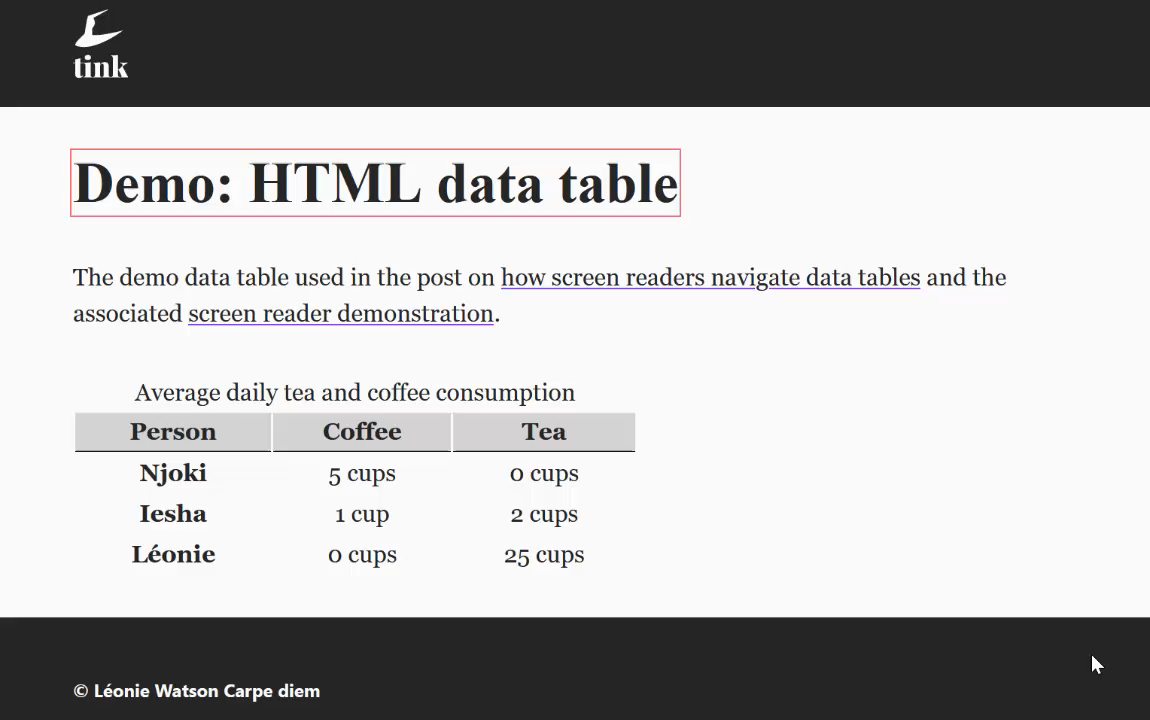 tink
Demo: HTML data table
The demo data table used in the post on how screen readers navigate data tables and the
associated screen reader demonstration.
Average daily tea and coffee consumption
Person Coffee Tea
Njoki 5 cups 0 cups
Iesha 1 cup 2 cups
Léonie 0 cups 25 cups
© Léonie Watson Carpe diem